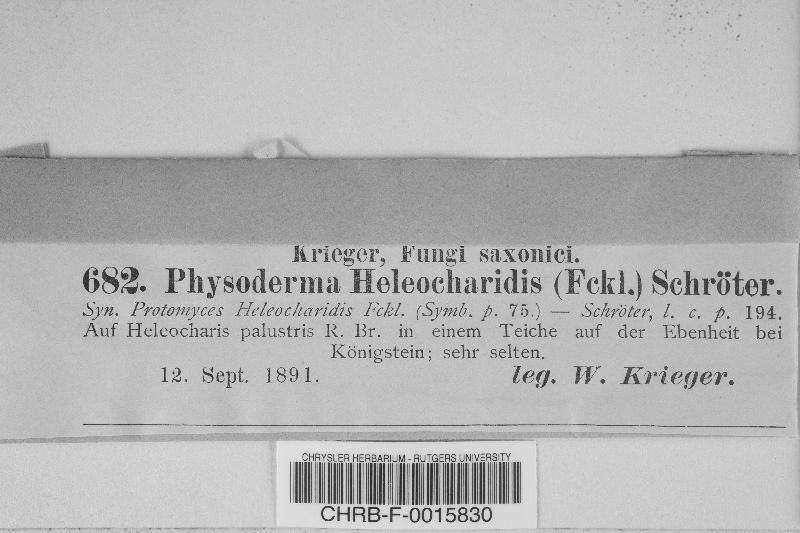 Krieger, Fungi saxonici.
682. Physoderma Heleocharidis (Fckl.) Schröter.
Syn. Protomyces Heleocharidis Fckl. (Symb. p. 75.) — Schröter, l. c. p. 194.
Auf Heleocharis palustris R. Br. in einem Teiche auf der Ebenheit bei
Königstein; sehr selten.
12. Sept. 1891. leg. W. Krieger.
CHRYSLER HERBARIUM - RUTGERS UNIVERSITY
CHRB-F-0015830